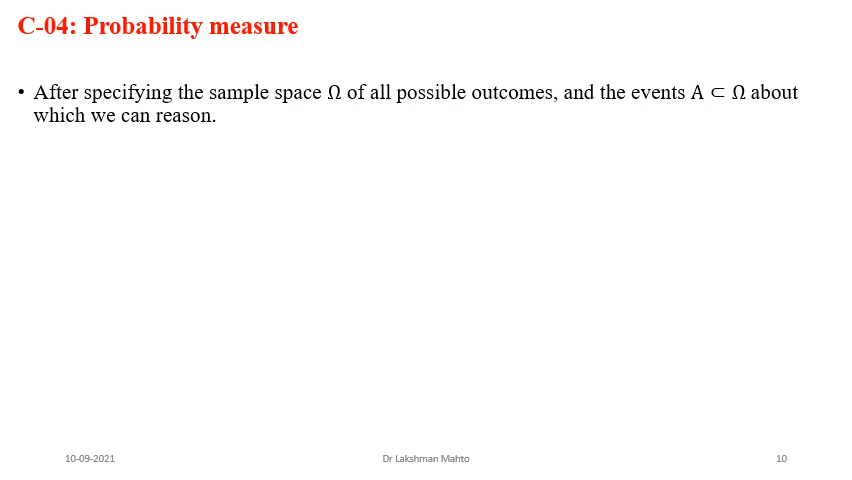 C-04: Probability measure
• After specifying the sample space Ω of all possible outcomes, and the events A ⊂ Ω about
which we can reason.
10-09-2021 Dr Lakshman Mahto 10